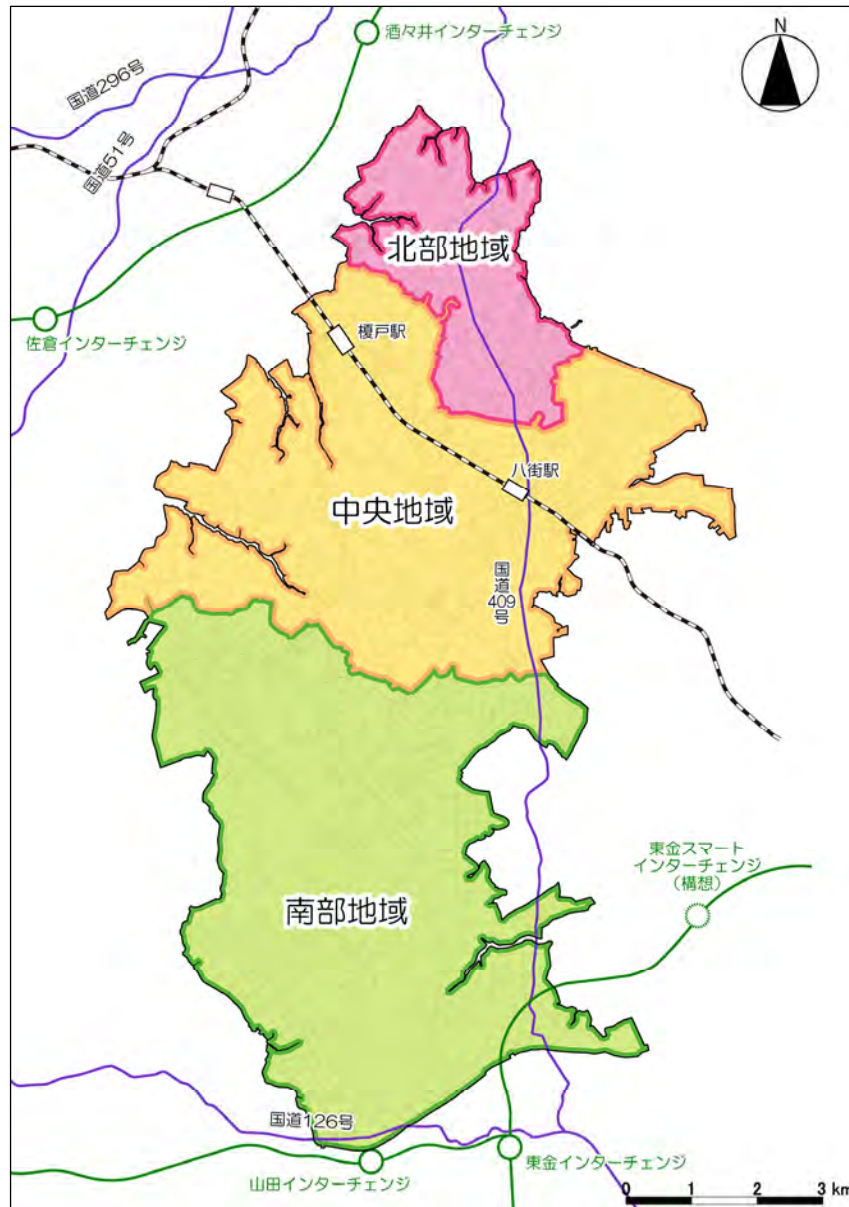 酒々井インターチェンジ
N
国道296号
国道51号
北部地域
榎戸駅
佐倉インターチェンジ
八街駅
中央地域
国道
409
号
東金スマート
インターチェンジ
(構想)
南部地域
国道126号
東金インターチェンジ
山田インターチェンジ
0 1 2 3 km